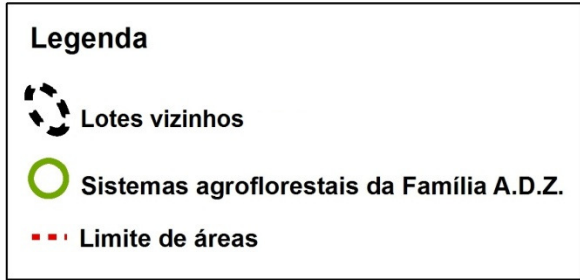 Legenda
Lotes vizinhos
Sistemas agroflorestais da Família A.D.Z.
Limite de áreas